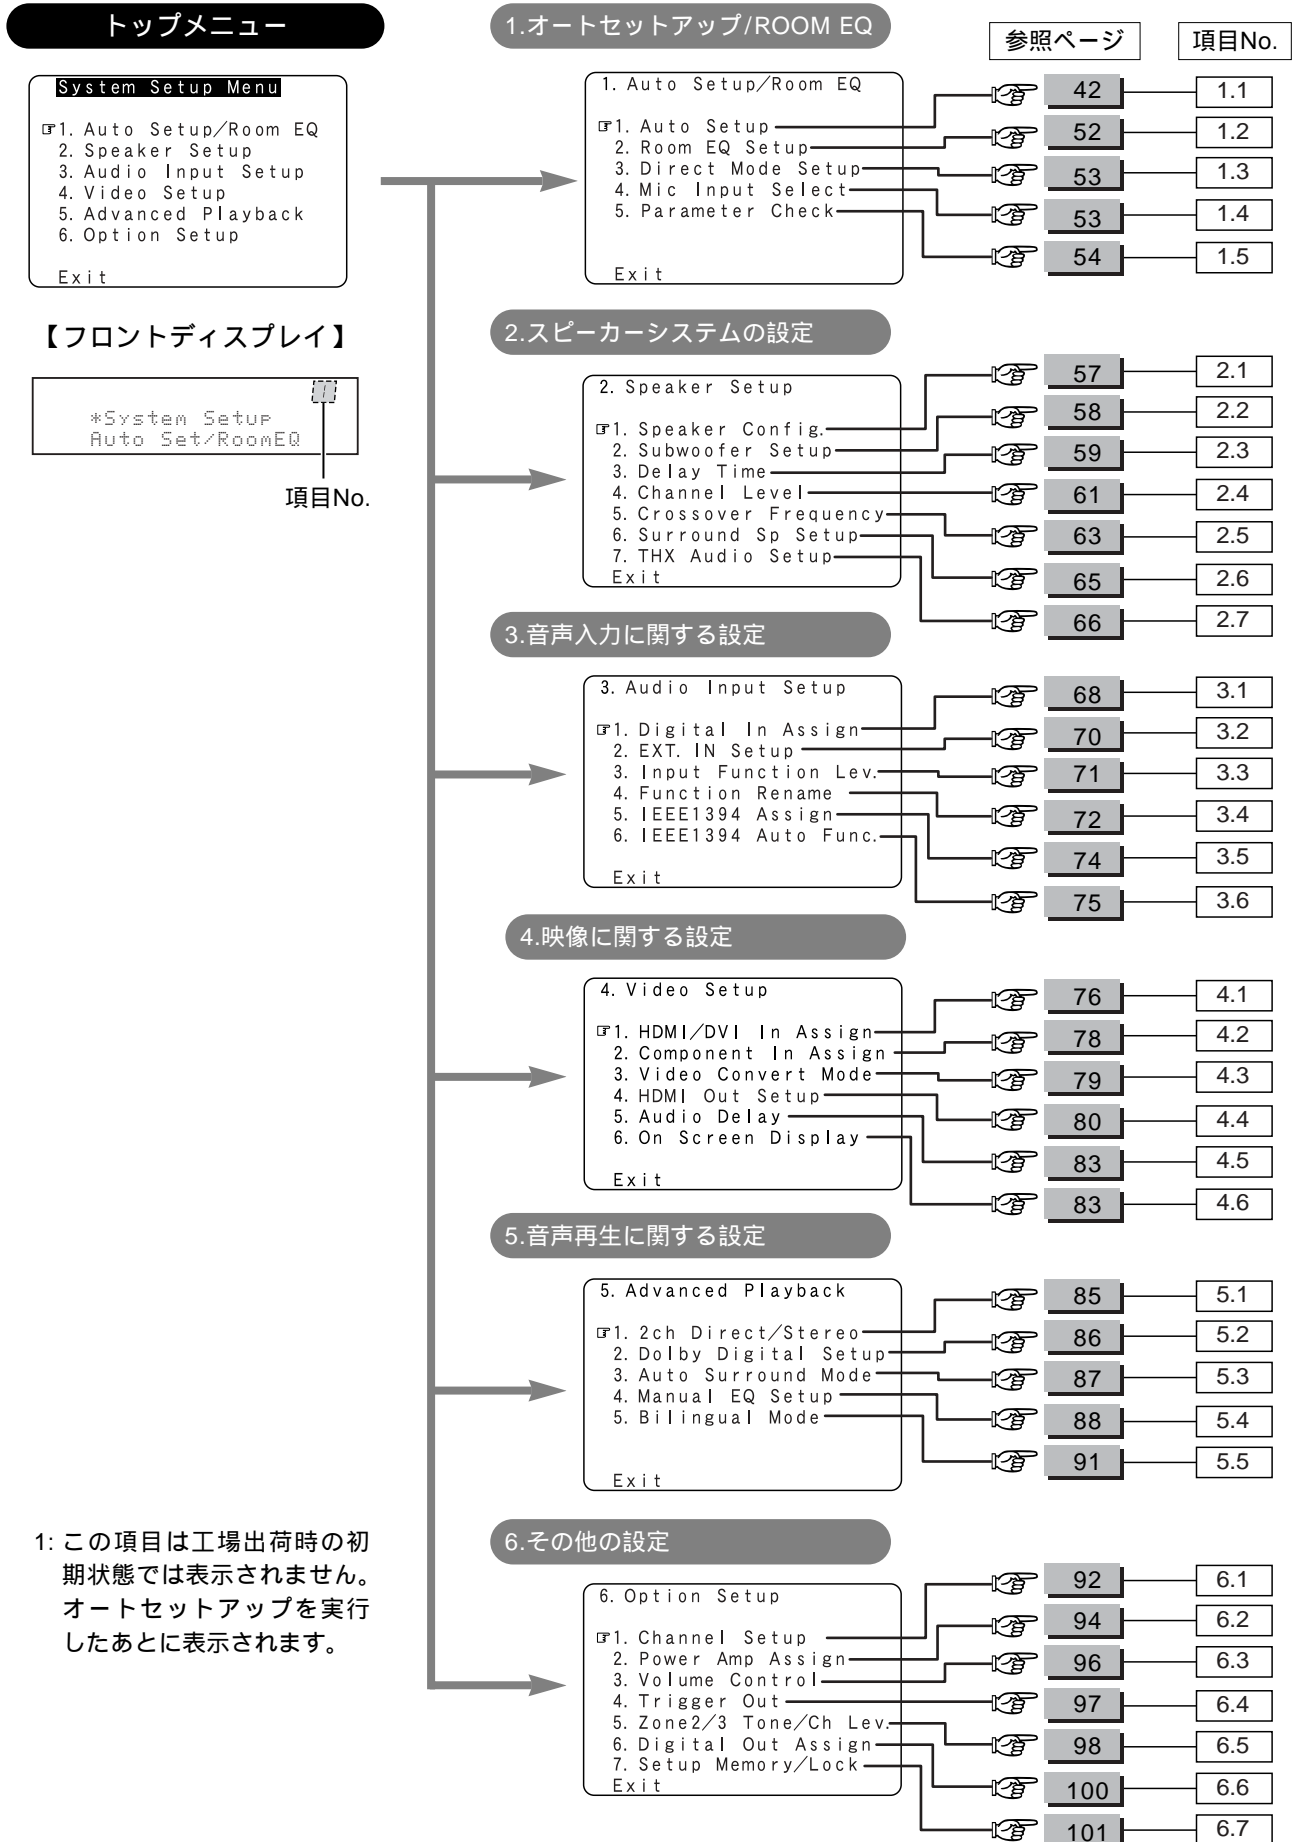 トップメニュー
System Setup Menu
☞1. Auto Setup/Room EQ
2. Speaker Setup
3. Audio Input Setup
4. Video Setup
5. Advanced Playback
6. Option Setup
Exit
【フロントディスプレイ】
1
*System Setup
Auto Set/RoomEQ
項目No.
1.オートセットアップ/ROOM EQ
参照ページ
項目No.
1. Auto Setup/Room EQ
☞1. Auto Setup
2. Room EQ Setup
3. Direct Mode Setup
4. Mic Input Select
5. Parameter Check
Exit
☞ 42 1.1
☞ 52 1.2
☞ 53 1.3
☞ 53 1.4
☞ 54 1.5
2.スピーカーシステムの設定
2. Speaker Setup
☞1. Speaker Config.
2. Subwoofer Setup
3. Delay Time
4. Channel Level
5. Crossover Frequency
6. Surround Sp Setup
7. THX Audio Setup
Exit
☞ 57 2.1
☞ 58 2.2
☞ 59 2.3
☞ 61 2.4
☞ 63 2.5
☞ 65 2.6
☞ 66 2.7
3.音声入力に関する設定
3. Audio Input Setup
☞1. Digital In Assign
2. EXT. IN Setup
3. Input Function Lev.
4. Function Rename
5. IEEE1394 Assign
6. IEEE1394 Auto Func.
Exit
☞ 68 3.1
☞ 70 3.2
☞ 71 3.3
☞ 72 3.4
☞ 74 3.5
☞ 75 3.6
4.映像に関する設定
4. Video Setup
☞1. HDMI/DVI In Assign
2. Component In Assign
3. Video Convert Mode
4. HDMI Out Setup
5. Audio Delay
6. On Screen Display
Exit
☞ 76 4.1
☞ 78 4.2
☞ 79 4.3
☞ 80 4.4
☞ 83 4.5
☞ 83 4.6
5.音声再生に関する設定
5. Advanced Playback
☞1. 2ch Direct/Stereo
2. Dolby Digital Setup
3. Auto Surround Mode
4. Manual EQ Setup
5. Bilingual Mode
Exit
☞ 85 5.1
☞ 86 5.2
☞ 87 5.3
☞ 88 5.4
☞ 91 5.5
1: この項目は工場出荷時の初
期状態では表示されません。
オートセットアップを実行
したあとに表示されます。
6.その他の設定
6. Option Setup
☞1. Channel Setup
2. Power Amp Assign
3. Volume Control
4. Trigger Out
5. Zone2/3 Tone/Ch Lev.
6. Digital Out Assign
7. Setup Memory/Lock
Exit
☞ 92 6.1
☞ 94 6.2
☞ 96 6.3
☞ 97 6.4
☞ 98 6.5
☞ 100 6.6
☞ 101 6.7